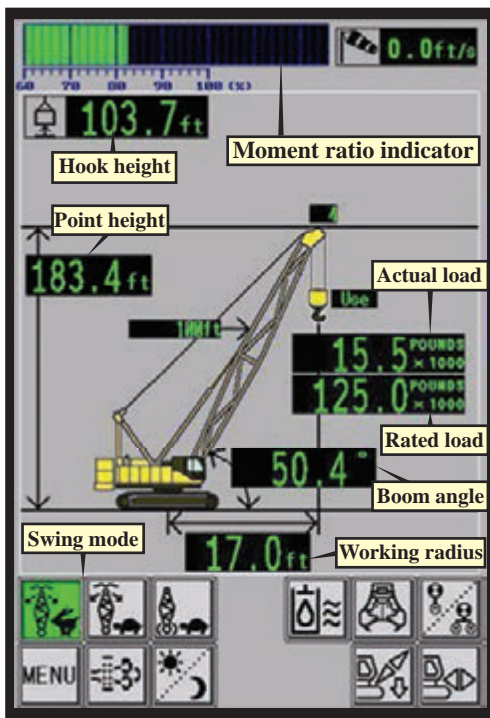 0.0ft/s
60 70 80 90 100 (%)
103.7ft
Moment ratio indicator
Hook height
Point height
4
183.4ft
Actual load
Use
100ft
15.5 POUNDS × 1000
125.0 POUNDS × 1000
Rated load
50.4°
Boom angle
Swing mode
17.0ft
Working radius
MENU